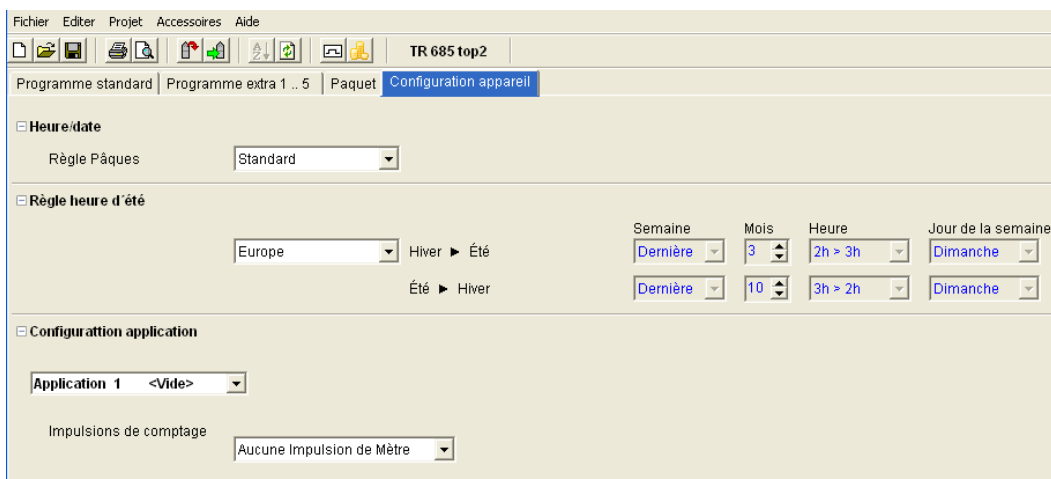 Fichier Editer Projet Accessoires Aide
TR 685 top2
Programme standard Programme extra 1 .. 5 Paquet Configuration appareil
Heure/date
Règle Pâques Standard
Règle heure d´été
Semaine Mois Heure Jour de la semaine
Europe Hiver ► Été Dernière 3 2h > 3h Dimanche
Été ► Hiver Dernière 10 3h > 2h Dimanche
Configurattion application
Application 1 <Vide>
Impulsions de comptage
Aucune Impulsion de Mètre